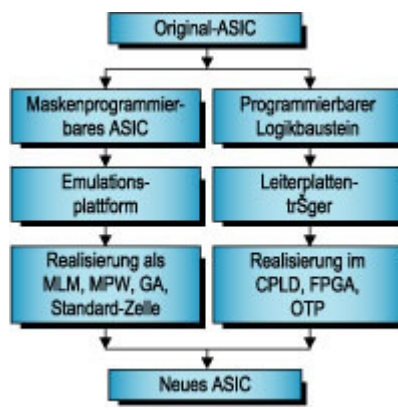 Original-ASIC
Maskenprogrammier-
bares ASIC
Programmierbarer
Logikbaustein
Emulations-
plattform
Leiterplatten-
trŠger
Realisierung als
MLM, MPW, GA,
Standard-Zelle
Realisierung im
CPLD, FPGA,
OTP
Neues ASIC